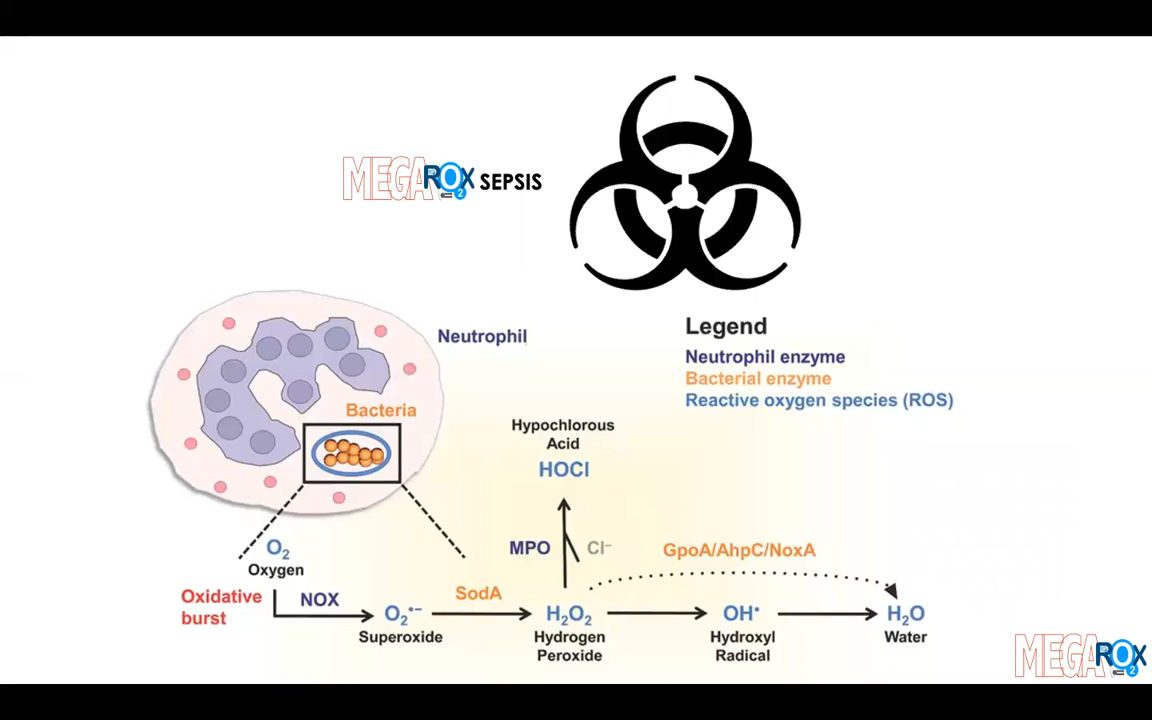 MEGAROX
O2
SEPSIS
Neutrophil
Bacteria
Legend
Neutrophil enzyme
Bacterial enzyme
Reactive oxygen species (ROS)
Hypochlorous
Acid
HOCl
MPO
Cl⁻
GpoA/AhpC/NoxA
O₂
Oxygen
Oxidative
burst
NOX
O₂•⁻
Superoxide
SodA
H₂O₂
Hydrogen
Peroxide
OH•
Hydroxyl
Radical
H₂O
Water
MEGAROX
2